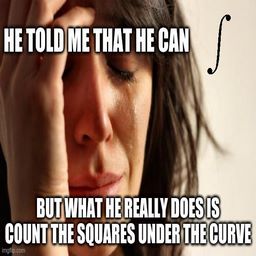 HE TOLD ME THAT HE CAN ∫
BUT WHAT HE REALLY DOES IS
COUNT THE SQUARES UNDER THE CURVE
imgflip.com